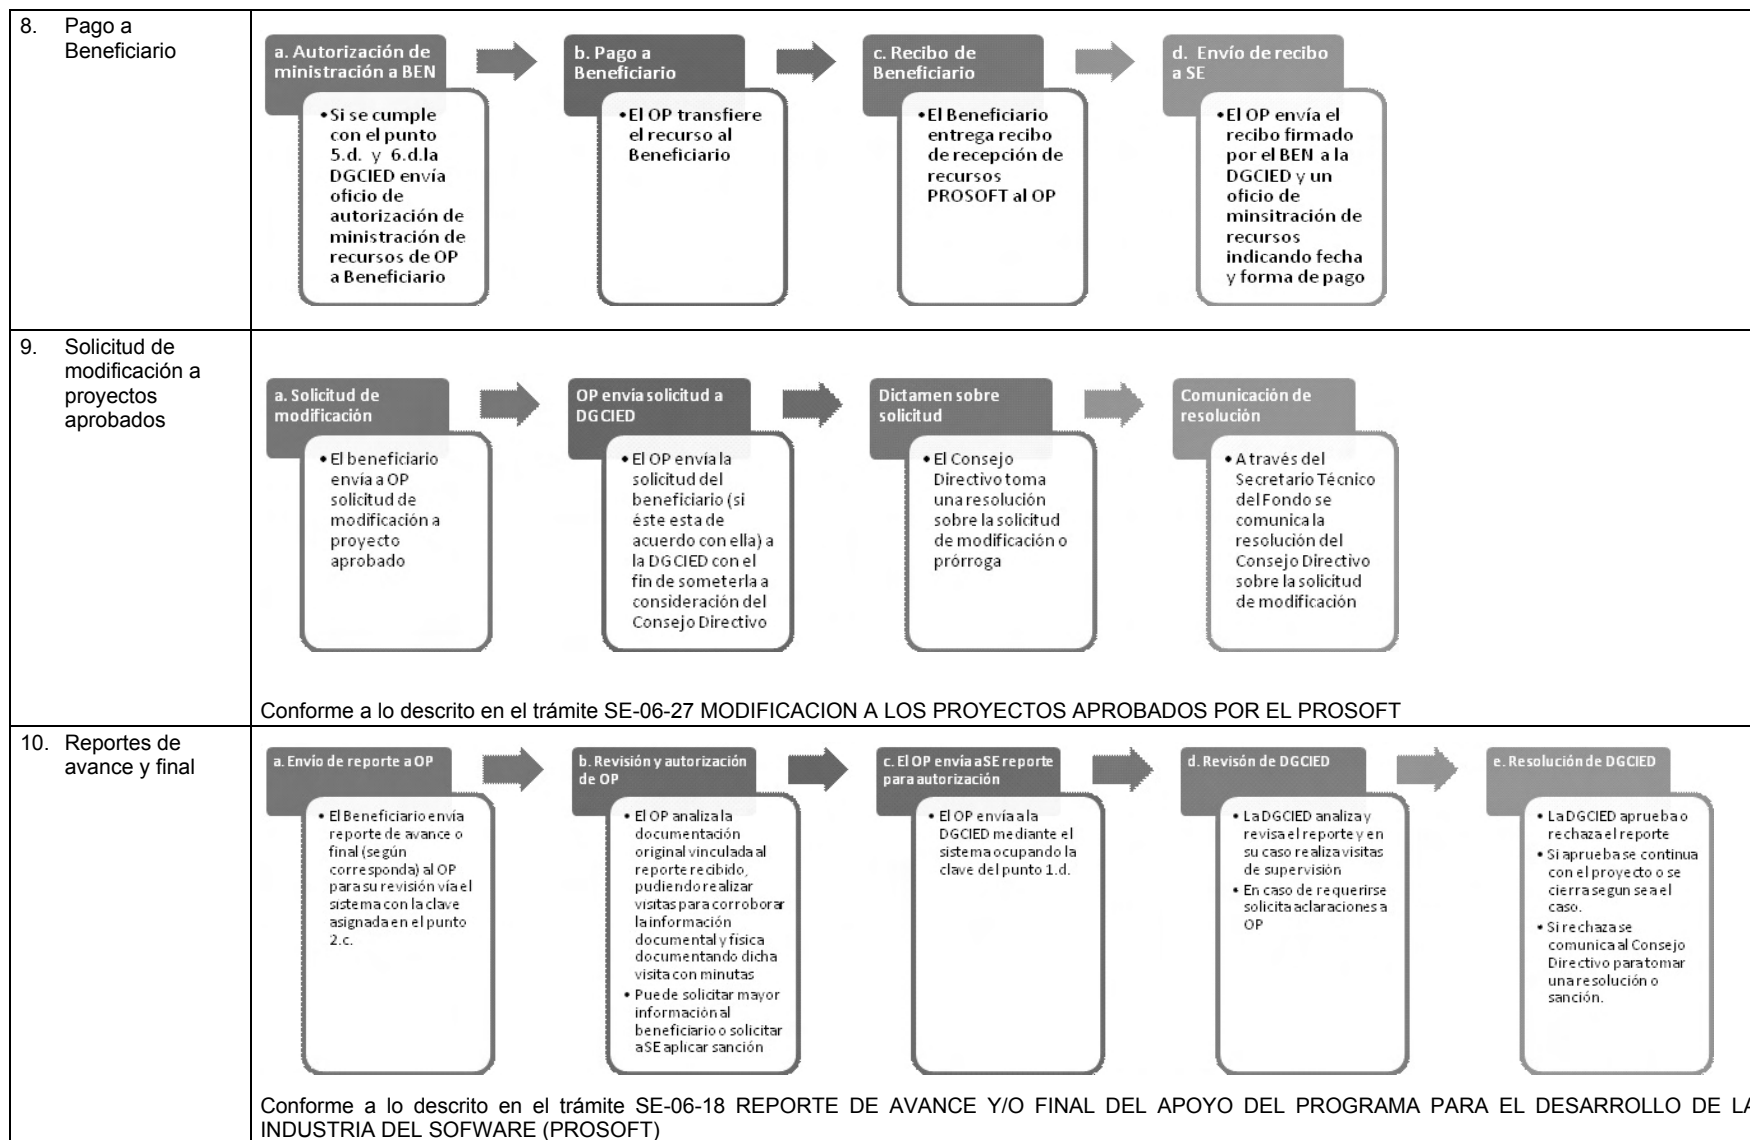 8. Pago a
Beneficiario
a. Autorización de
ministración a BEN
•Si se cumple
con el punto
5.d. y 6.d.la
DGCIED envía
oficio de
autorización de
ministración de
recursos de OP
a Beneficiario
b. Pago a
Beneficiario
•El OP transfiere
el recurso al
Beneficiario
c. Recibo de
Beneficiario
•El Beneficiario
entrega recibo
de recepción de
recursos
PROSOFT al OP
d. Envío de recibo
a SE
•El OP envía el
recibo firmado
por el BEN a la
DGCIED y un
oficio de
minsitración de
recursos
indicando fecha
y forma de pago
9. Solicitud de
modificación a
proyectos
aprobados
a. Solicitud de
modificación
• El beneficiario
envía a OP
solicitud de
modificación a
proyecto
aprobado
OP envia solicitud a
DGCIED
• El OP envía la
solicitud del
beneficiario (si
éste esta de
acuerdo con ella) a
la DGCIED con el
fin de someterla a
consideración del
Consejo Directivo
Dictamen sobre
solicitud
• El Consejo
Directivo toma
una resolución
sobre la solicitud
de modificación o
prórroga
Comunicación de
resolución
• A través del
Secretario Técnico
del Fondo se
comunica la
resolución del
Consejo Directivo
sobre la solicitud
de modificación
Conforme a lo descrito en el trámite SE-06-27 MODIFICACION A LOS PROYECTOS APROBADOS POR EL PROSOFT
10. Reportes de
avance y final
a. Envío de reporte a OP
• El Beneficiario envía
reporte de avance o
final (según
corresponda) al OP
para su revisión vía el
sistema con la clave
asignada en el punto
2.c.
b. Revisión y autorización
de OP
• El OP analiza la
documentación
original vinculada al
reporte recibido,
pudiendo realizar
visitas para corroborar
la información
documental y física
documentando dicha
visita con minutas
• Puede solicitar mayor
información al
beneficiario o solicitar
a SE aplicar sanción
c. El OP envía a SE reporte
para autorización
• El OP envía a la
DGCIED mediante el
sistema ocupando la
clave del punto 1.d.
d. Revisón de DGCIED
• La DGCIED analiza y
revisa el reporte y en
su caso realiza visitas
de supervisión
• En caso de requerirse
solicita aclaraciones a
OP
e. Resolución de DGCIED
• La DGCIED aprueba o
rechaza el reporte
• Si aprueba se continua
con el proyecto o se
cierra segun sea el
caso.
• Si rechaza se
comunica al Consejo
Directivo para tomar
una resolución o
sanción.
Conforme a lo descrito en el trámite SE-06-18 REPORTE DE AVANCE Y/O FINAL DEL APOYO DEL PROGRAMA PARA EL DESARROLLO DE LA
INDUSTRIA DEL SOFWARE (PROSOFT)